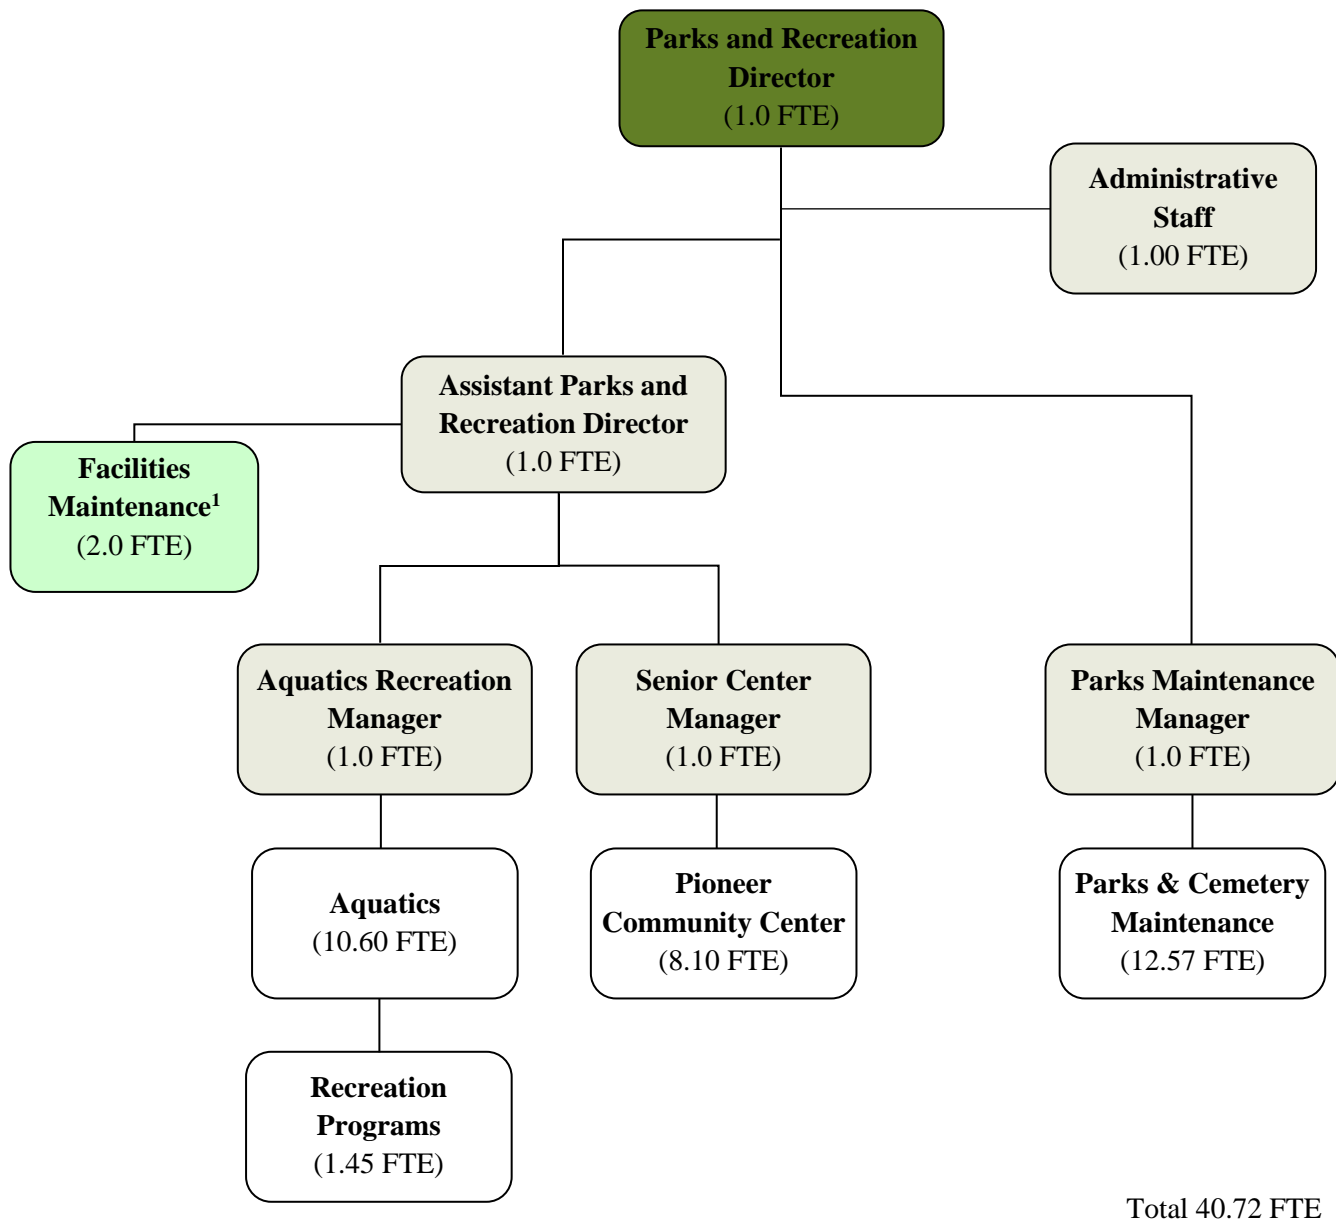 Parks and Recreation
Director
(1.0 FTE)
Administrative
Staff
(1.00 FTE)
Assistant Parks and
Recreation Director
(1.0 FTE)
Facilities
Maintenance¹
(2.0 FTE)
Aquatics Recreation
Manager
(1.0 FTE)
Senior Center
Manager
(1.0 FTE)
Parks Maintenance
Manager
(1.0 FTE)
Aquatics
(10.60 FTE)
Pioneer
Community Center
(8.10 FTE)
Parks & Cemetery
Maintenance
(12.57 FTE)
Recreation
Programs
(1.45 FTE)
Total 40.72 FTE